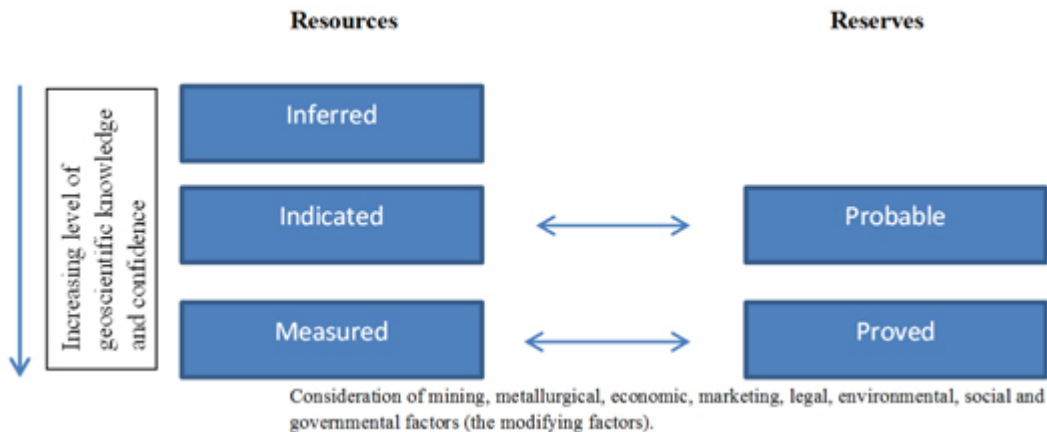 Resources
Reserves
Increasing level of
geoscientific knowledge
and confidence
Inferred
Indicated
Probable
Measured
Proved
Consideration of mining, metallurgical, economic, marketing, legal, environmental, social and
governmental factors (the modifying factors).